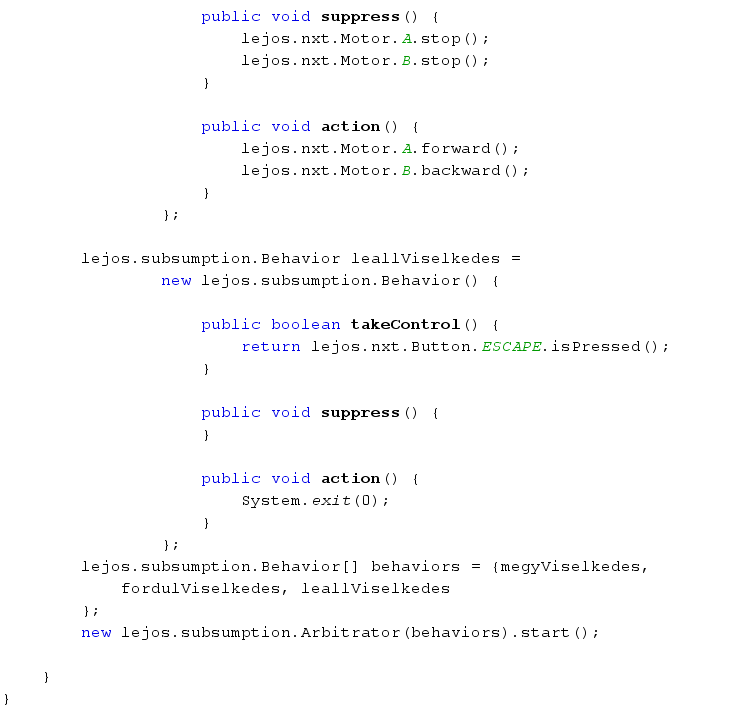 public void suppress() {
lejos.nxt.Motor.A.stop();
lejos.nxt.Motor.B.stop();
}
public void action() {
lejos.nxt.Motor.A.forward();
lejos.nxt.Motor.B.backward();
}
};
lejos.subsumption.Behavior leallViselkedes =
new lejos.subsumption.Behavior() {
public boolean takeControl() {
return lejos.nxt.Button.ESCAPE.isPressed();
}
public void suppress() {
}
public void action() {
System.exit(0);
}
};
lejos.subsumption.Behavior[] behaviors = {megyViselkedes,
fordulViselkedes, leallViselkedes
};
new lejos.subsumption.Arbitrator(behaviors).start();
}
}